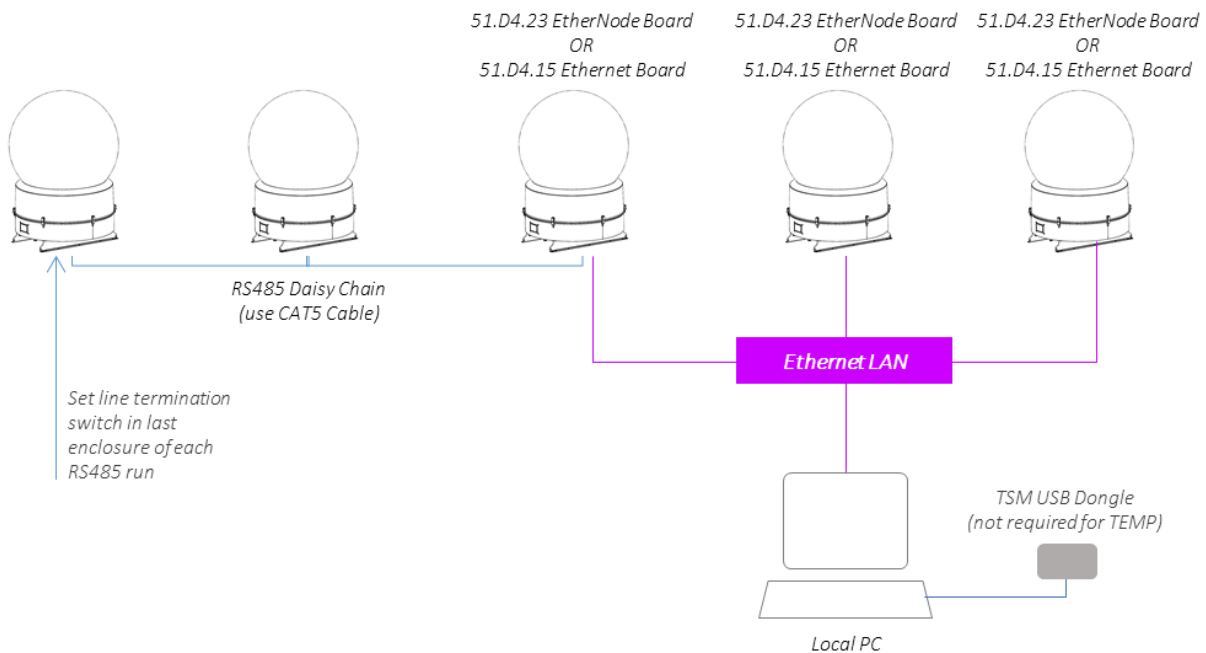 51.D4.23 EtherNode Board
OR
51.D4.15 Ethernet Board
51.D4.23 EtherNode Board
OR
51.D4.15 Ethernet Board
51.D4.23 EtherNode Board
OR
51.D4.15 Ethernet Board
RS485 Daisy Chain
(use CAT5 Cable)
Ethernet LAN
Set line termination
switch in last
enclosure of each
RS485 run
TSM USB Dongle
(not required for TEMP)
Local PC